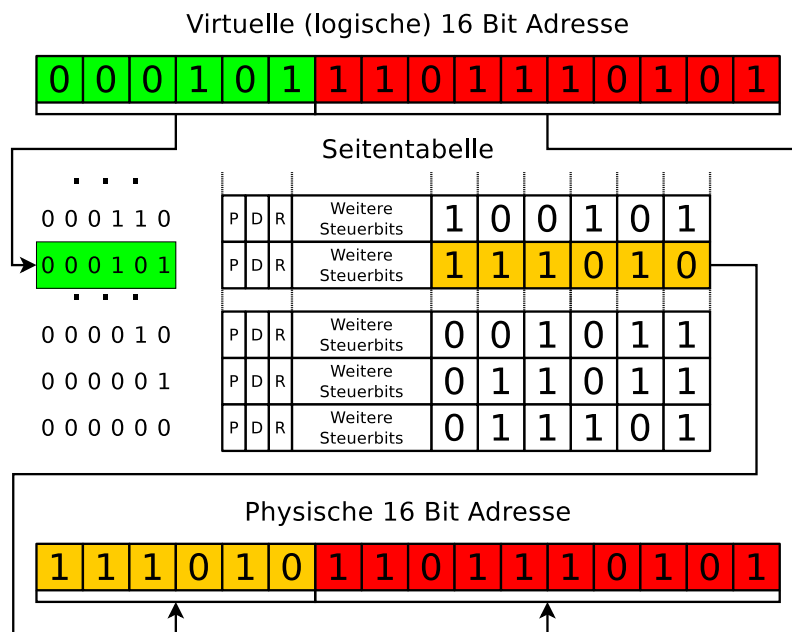 Virtuelle (logische) 16 Bit Adresse
0 0 0 1 0 1 1 1 0 1 1 1 0 1 0 1
Seitentabelle
. . .
0 0 0 1 1 0 P D R Weitere Steuerbits 1 0 0 1 0 1
0 0 0 1 0 1 P D R Weitere Steuerbits 1 1 1 0 1 0
. . .
0 0 0 0 1 0 P D R Weitere Steuerbits 0 0 1 0 1 1
0 0 0 0 0 1 P D R Weitere Steuerbits 0 1 1 0 1 1
0 0 0 0 0 0 P D R Weitere Steuerbits 0 1 1 1 0 1
Physische 16 Bit Adresse
1 1 1 0 1 0 1 1 0 1 1 1 0 1 0 1